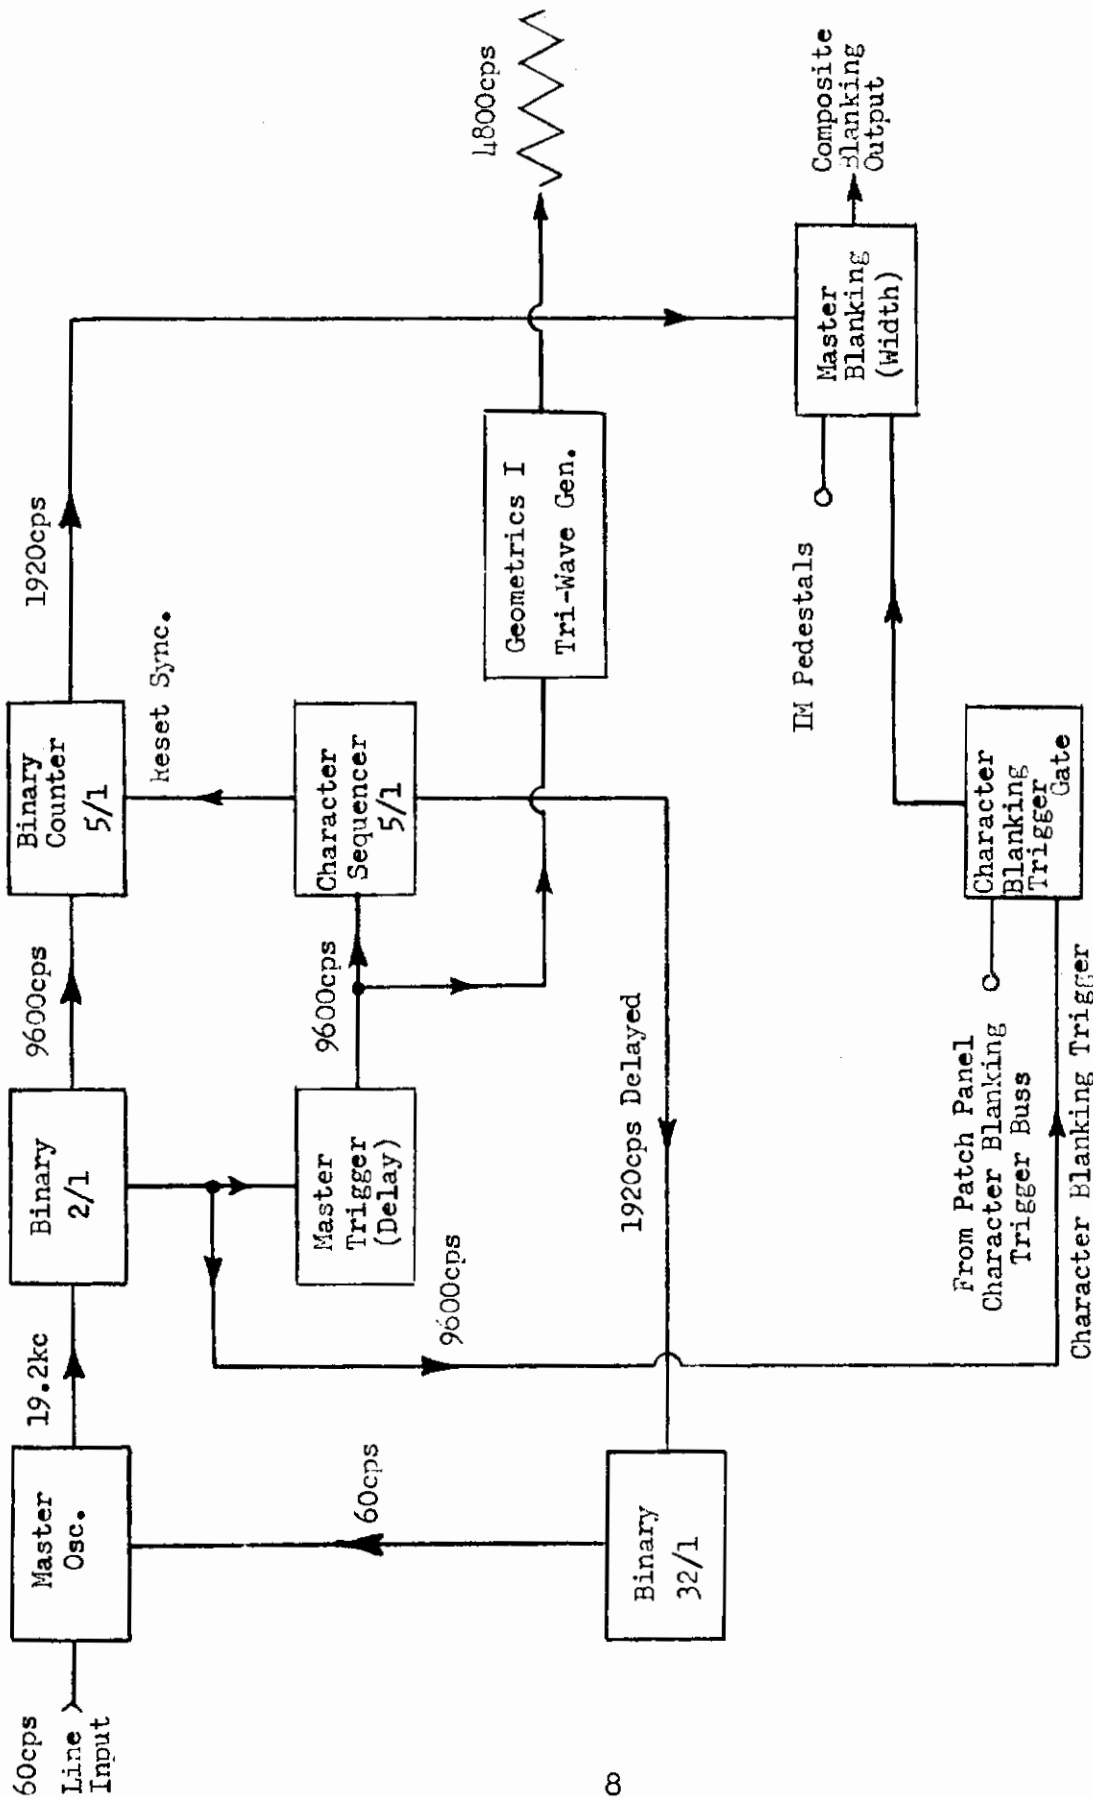 60cps
Line
Input
Master
Osc.
19.2kc
Binary
2/1
9600cps
Binary
Counter
5/1
1920cps
Reset Sync.
Master
Trigger
(Delay)
9600cps
Character
Sequencer
5/1
9600cps
Geometrics I
Tri-Wave Gen.
4800cps
60cps
Binary
32/1
1920cps Delayed
IM Pedestals
Master
Blanking
(Width)
Composite
Blanking
Output
From Patch Panel
Character Blanking
Trigger Buss
Character
Blanking
Trigger
Gate
Character Blanking Trigger
8